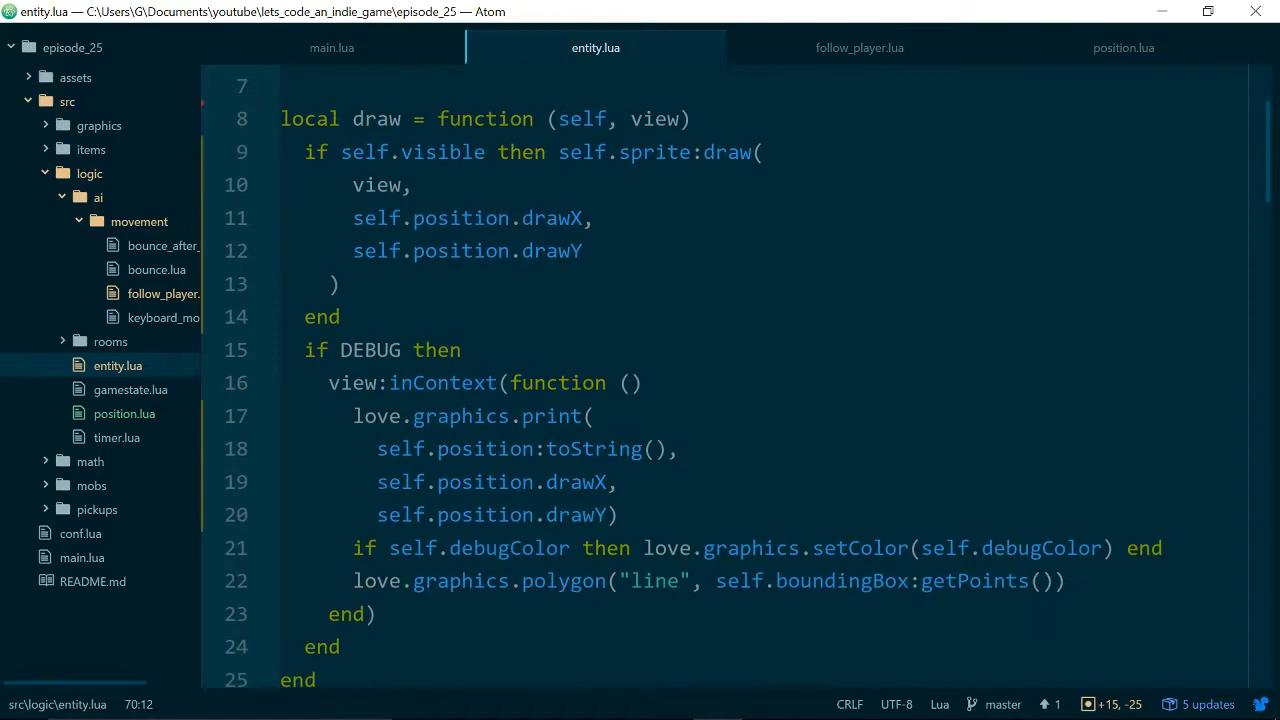 entity.lua — C:\Users\G\Documents\youtube\lets_code_an_indie_game\episode_25 — Atom
episode_25
main.lua
entity.lua
follow_player.lua
position.lua
assets
src
graphics
items
logic
ai
movement
bounce_after_
bounce.lua
follow_player.
keyboard_mo
rooms
entity.lua
gamestate.lua
position.lua
timer.lua
math
mobs
pickups
conf.lua
main.lua
README.md
7
8 local draw = function (self, view)
9 if self.visible then self.sprite:draw(
10 view,
11 self.position.drawX,
12 self.position.drawY
13 )
14 end
15 if DEBUG then
16 view:inContext(function ()
17 love.graphics.print(
18 self.position:toString(),
19 self.position.drawX,
20 self.position.drawY)
21 if self.debugColor then love.graphics.setColor(self.debugColor) end
22 love.graphics.polygon("line", self.boundingBox:getPoints())
23 end)
24 end
25 end
src\logic\entity.lua 70:12 CRLF UTF-8 Lua master 1 +15, -25 5 updates